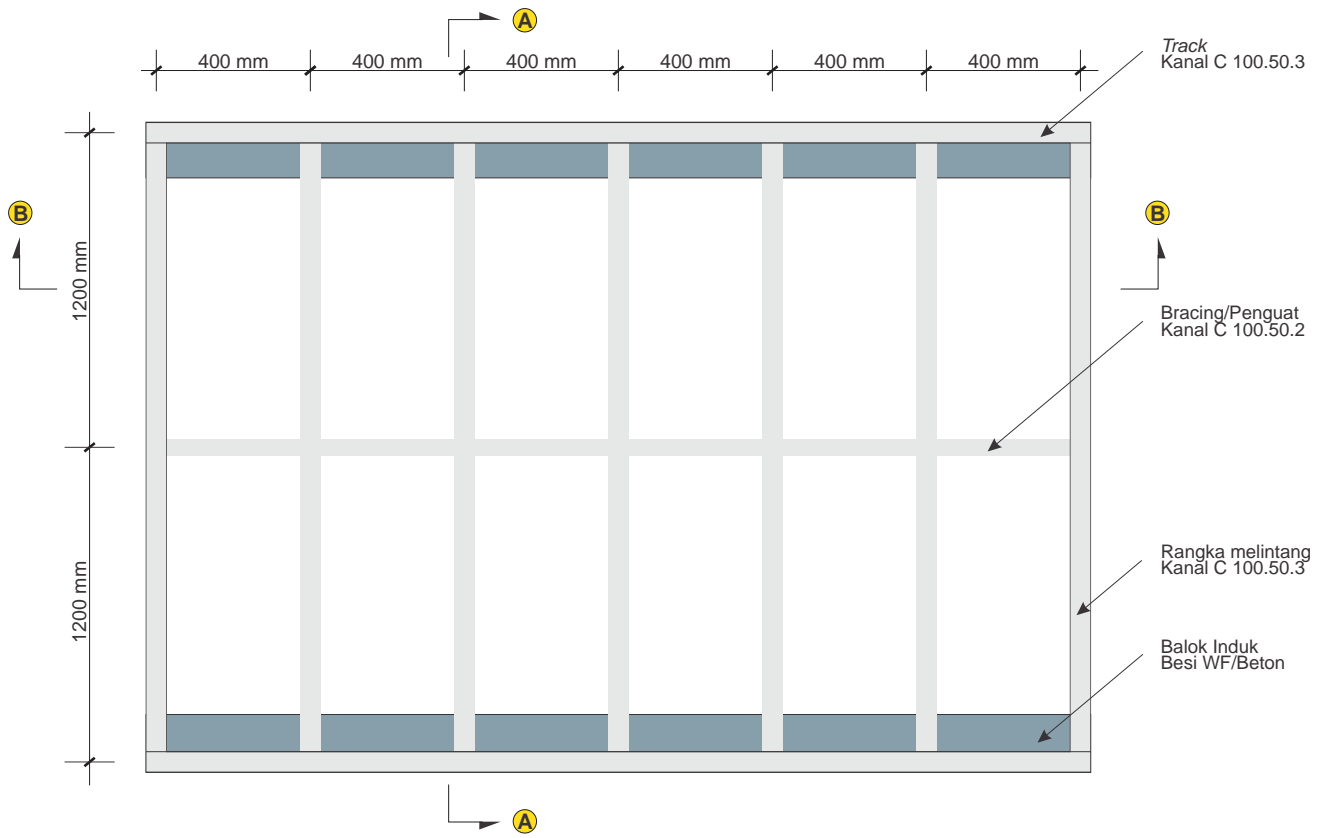 A
400 mm 400 mm 400 mm 400 mm 400 mm 400 mm
Track
Kanal C 100.50.3
B
B
1200 mm
Bracing/Penguat
Kanal C 100.50.2
Rangka melintang
Kanal C 100.50.3
1200 mm
Balok Induk
Besi WF/Beton
A